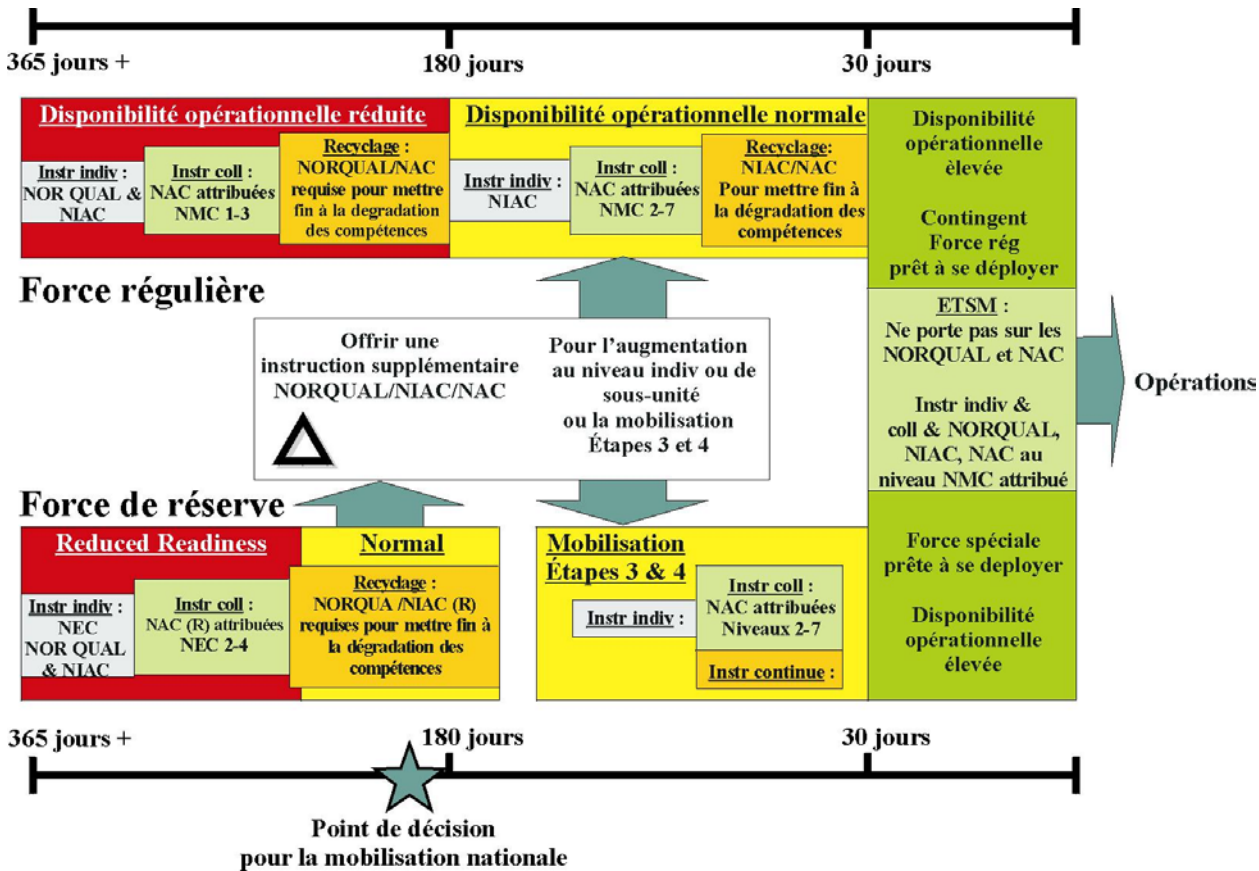 365 jours +
180 jours
30 jours
Disponibilité opérationnelle réduite
Instr indiv :
NOR QUAL &
NIAC
Instr coll :
NAC attribuées
NMC 1-3
Recyclage :
NORQUAL/NAC
requise pour mettre
fin à la degradation
des compétences
Disponibilité opérationnelle normale
Instr indiv :
NIAC
Instr coll :
NAC attribuées
NMC 2-7
Recyclage:
NIAC/NAC
Pour mettre fin à
la dégradation des
compétences
Disponibilité
opérationnelle
èlevée
Contingent
Force rég
prêt à se déployer
Force régulière
Offrir une
instruction supplémentaire
NORQUAL/NIAC/NAC
Pour l'augmentation
au niveau indiv ou de
sous-unité
ou la mobilisation
Étapes 3 et 4
ETSM :
Ne porte pas sur les
NORQUAL et NAC
Instr indiv &
coll & NORQUAL,
NIAC, NAC au
niveau NMC attribué
Opérations
Force de réserve
Reduced Readiness
Instr indiv :
NEC
NOR QUAL
& NIAC
Instr coll :
NAC (R) attribuées
NEC 2-4
Normal
Recyclage :
NORQUA /NIAC (R)
requises pour mettre fin à
la dégradation des
compétences
Mobilisation
Étapes 3 & 4
Instr indiv :
Instr coll :
NAC attribuées
Niveaux 2-7
Instr continue :
Force spéciale
prête à se deployer
Disponibilité
opérationnelle
élevée
365 jours +
180 jours
30 jours
Point de décision
pour la mobilisation nationale